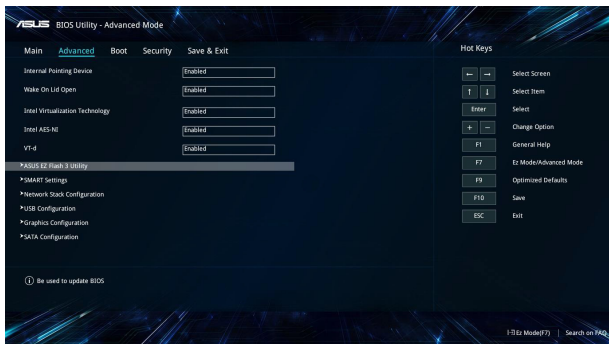 ASUS BIOS Utility - Advanced Mode
Main Advanced Boot Security Save & Exit
Internal Pointing Device Enabled
Wake On Lid Open Enabled
Intel Virtualization Technology Enabled
Intel AES-NI Enabled
VT-d Enabled
ASUS EZ Flash 3 Utility
SMART Settings
Network Stack Configuration
USB Configuration
Graphics Configuration
SATA Configuration
Be used to update BIOS
Hot Keys
← → Select Screen
↑ ↓ Select Item
Enter Select
+ − Change Option
F1 General Help
F7 Ez Mode/Advanced Mode
F9 Optimized Defaults
F10 Save
ESC Exit
Ez Mode(F7) | Search on FAQ